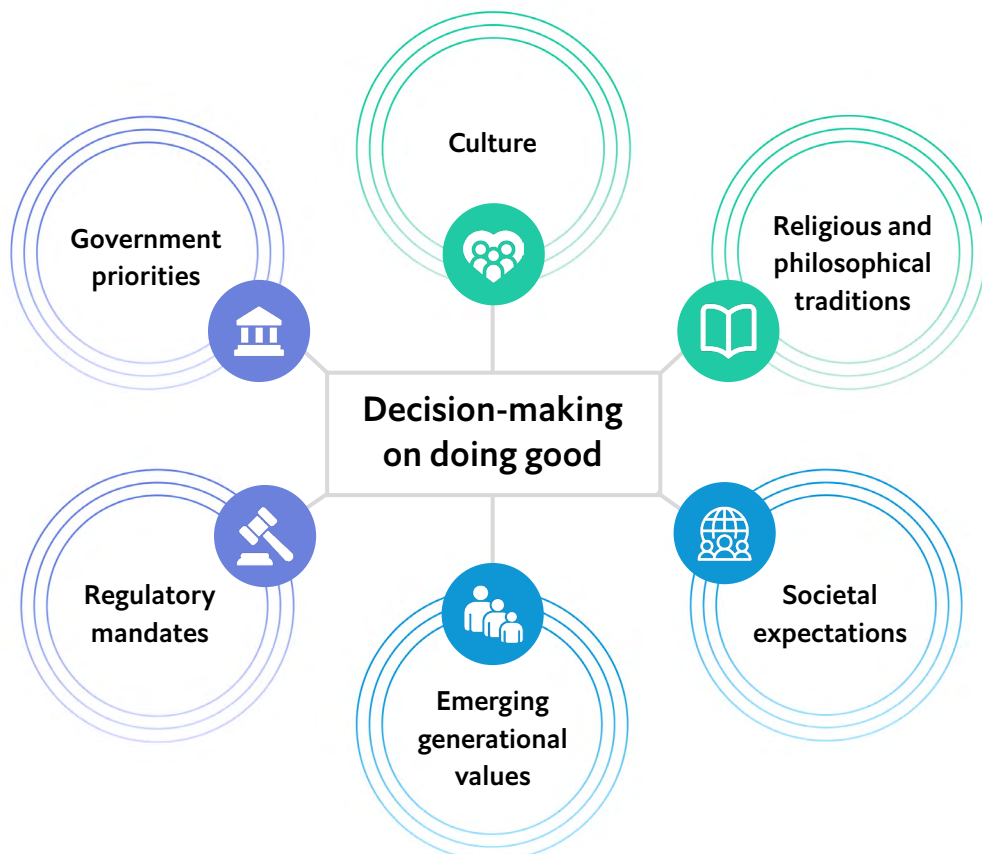 Culture
Government
priorities
Religious and
philosophical
traditions
Decision-making
on doing good
Regulatory
mandates
Societal
expectations
Emerging
generational
values